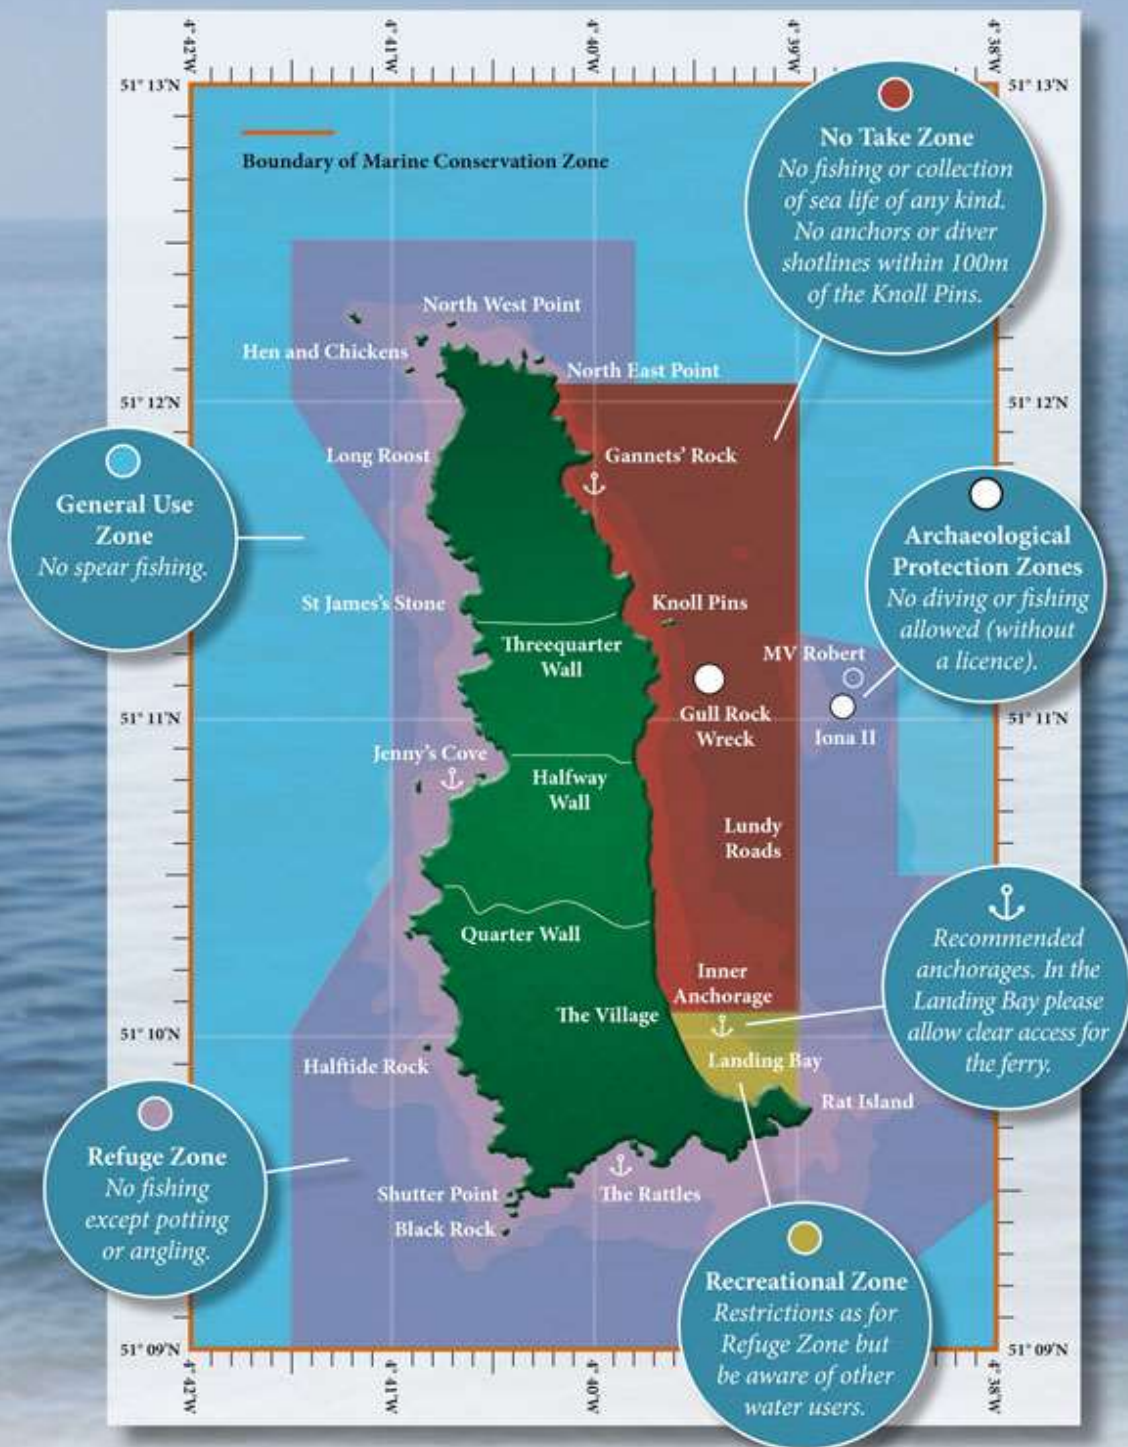 4° 42'W
4° 41'W
4° 40'W
4° 39'W
4° 38'W
51° 13'N
51° 13'N
Boundary of Marine Conservation Zone
No Take Zone
No fishing or collection
of sea life of any kind.
No anchors or diver
shotlines within 100m
of the Knoll Pins.
North West Point
Hen and Chickens
North East Point
51° 12'N
51° 12'N
Long Roost
Gannets' Rock
General Use
Zone
No spear fishing.
Archaeological
Protection Zones
No diving or fishing
allowed (without
a licence).
St James's Stone
Knoll Pins
Threequarter
Wall
MV Robert
Gull Rock
Wreck
Iona II
51° 11'N
51° 11'N
Jenny's Cove
Halfway
Wall
Lundy
Roads
Quarter Wall
Recommended
anchorages. In the
Landing Bay please
allow clear access for
the ferry.
Inner
Anchorage
The Village
51° 10'N
Landing Bay
Halftide Rock
Rat Island
Refuge Zone
No fishing
except potting
or angling.
Shutter Point
The Rattles
Black Rock
Recreational Zone
Restrictions as for
Refuge Zone but
be aware of other
water users.
51° 09'N
51° 09'N
4° 42'W
4° 41'W
4° 40'W
4° 38'W